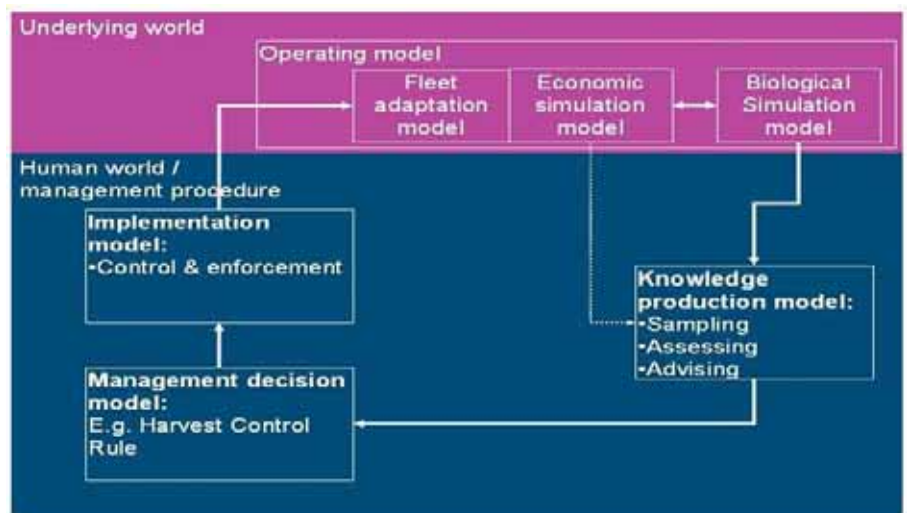 Underlying world
Operating model
Fleet
adaptation
model
Economic
simulation
model
Biological
Simulation
model
Human world /
management procedure
Implementation
model:
•Control & enforcement
Knowledge
production model:
•Sampling
•Assessing
•Advising
Management decision
model:
E.g. Harvest Control
Rule